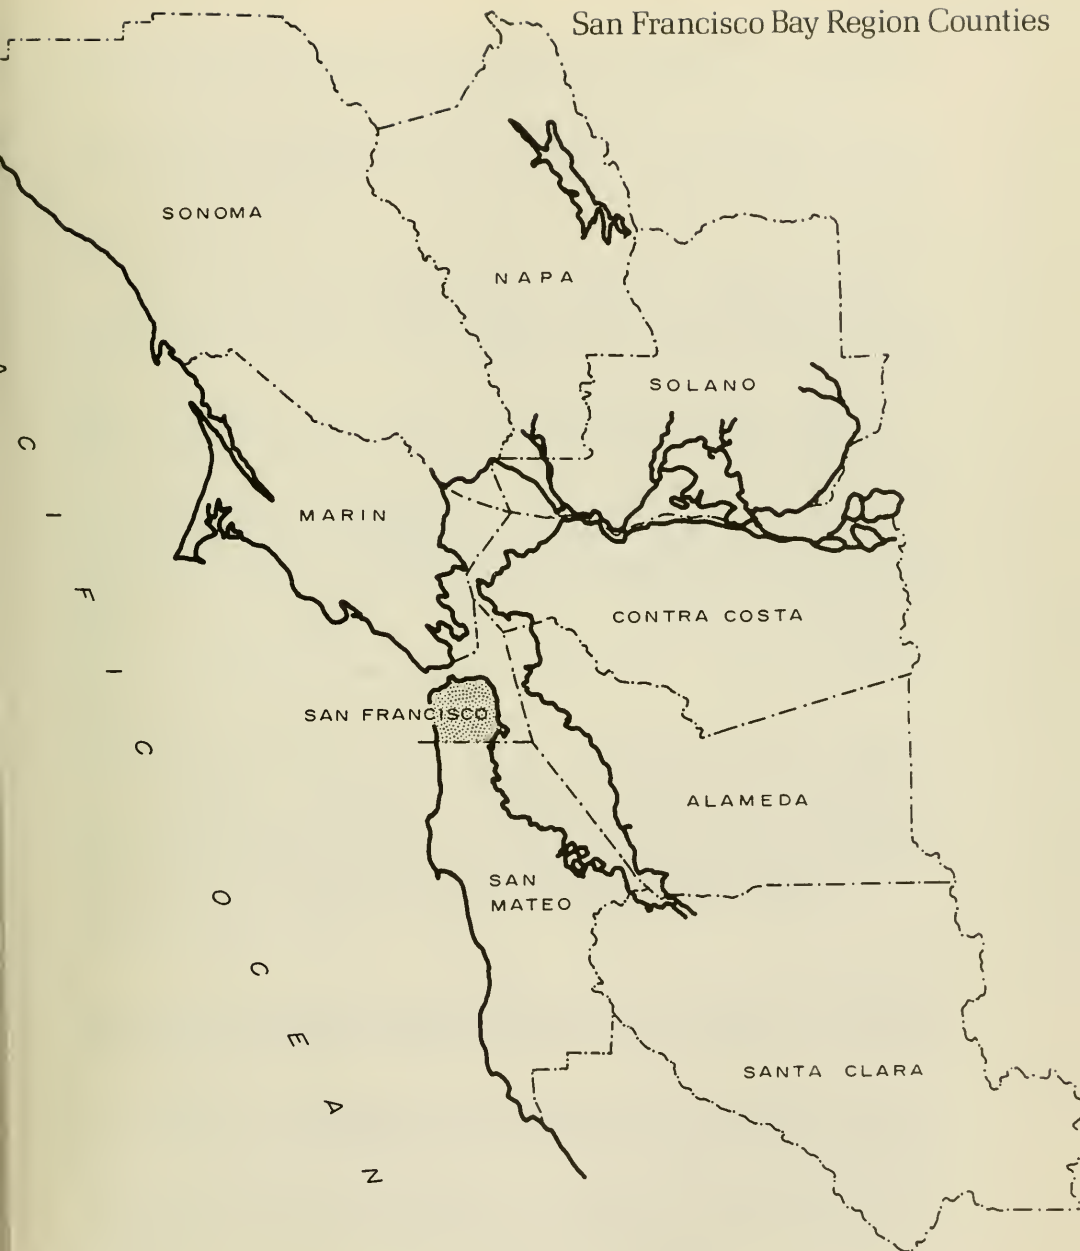 San Francisco Bay Region Counties
SONOMA
NAPA
SOLANO
MARIN
CONTRA COSTA
SAN FRANCISCO
ALAMEDA
SAN
MATEO
SANTA CLARA
A C I F I C
O C E A N